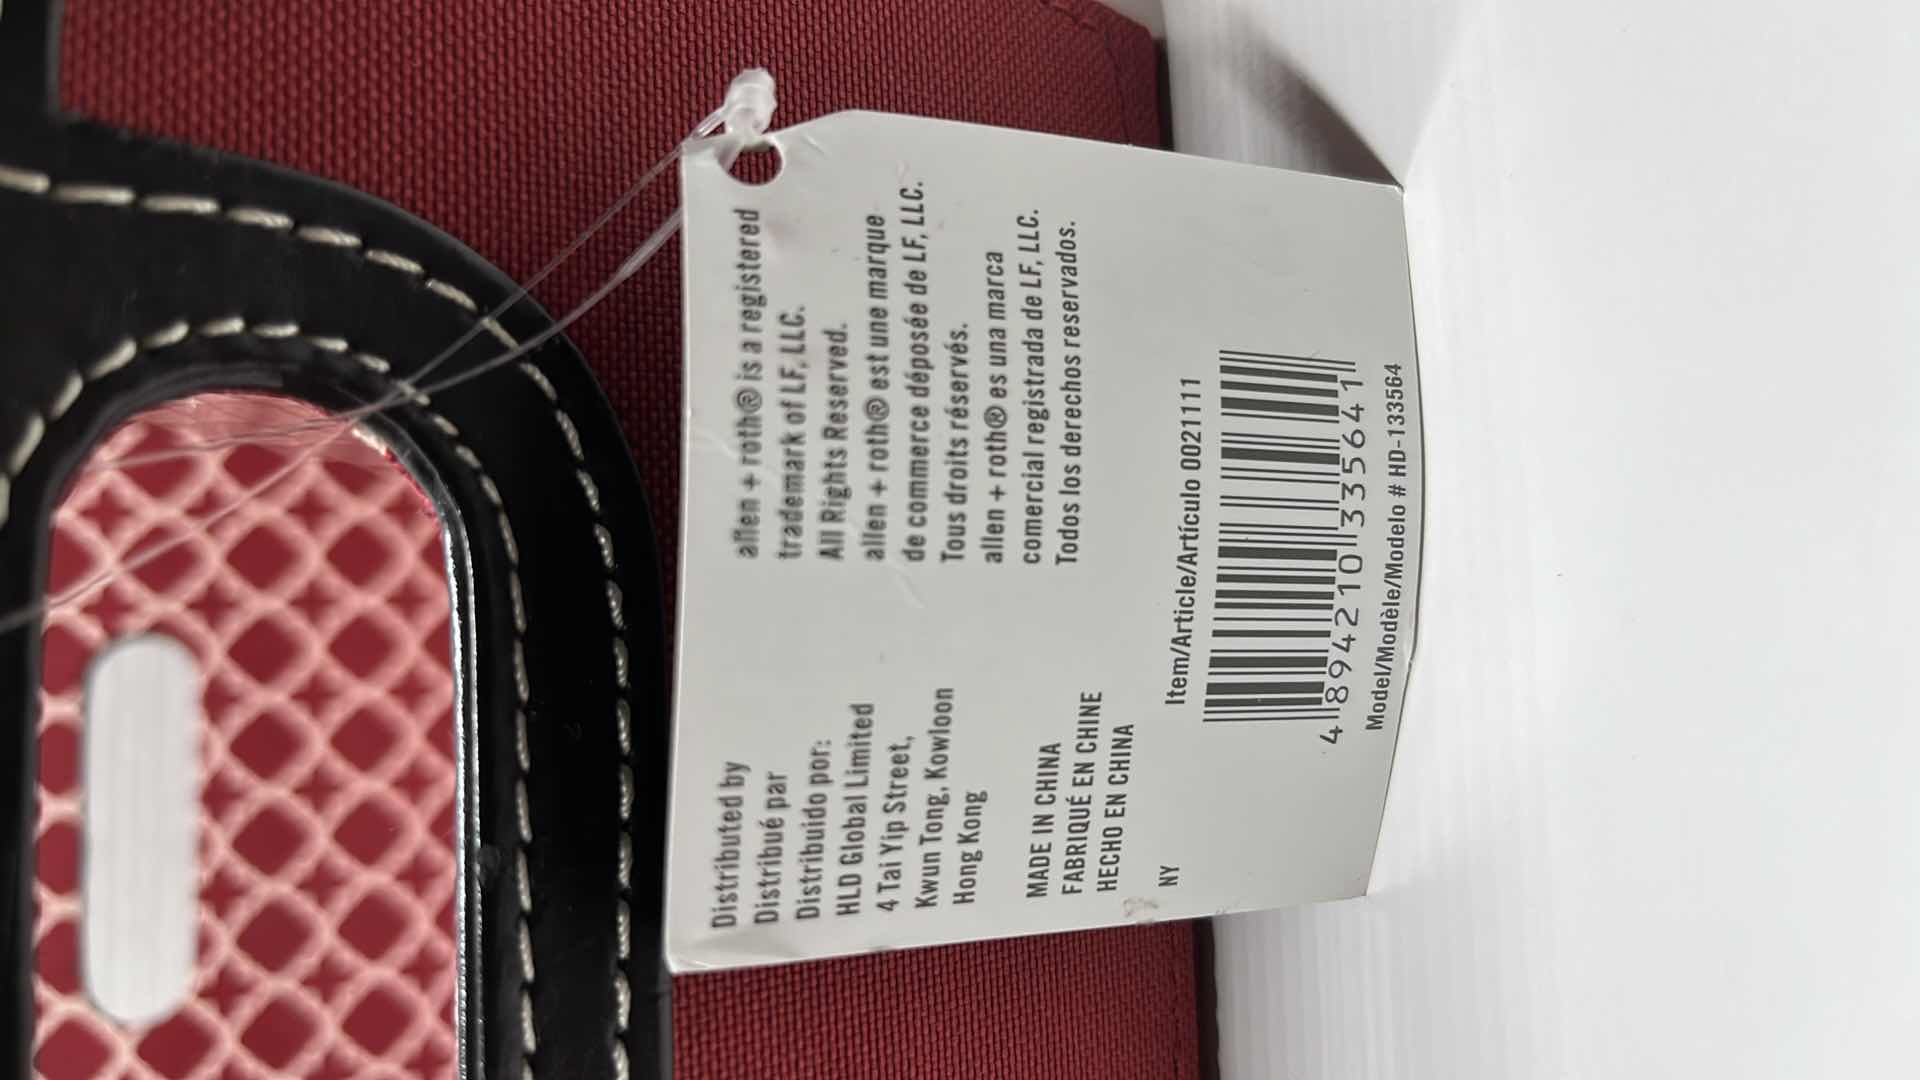 allen + roth® is a registered
trademark of LF, LLC.
All Rights Reserved.
allen + roth® est une marque
de commerce déposée de LF, LLC.
Tous droits réservés.
allen + roth® es una marca
comercial registrada de LF, LLC.
Todos los derechos reservados.
Distributed by
Distribué par
Distribuido por:
HLD Global Limited
4 Tai Yip Street,
Kwun Tong, Kowloon
Hong Kong
MADE IN CHINA
FABRIQUÉ EN CHINE
HECHO EN CHINA
NY
Item/Article/Artículo 0021111
4 894210 335641
Model/Modèle/Modelo # HD-133564